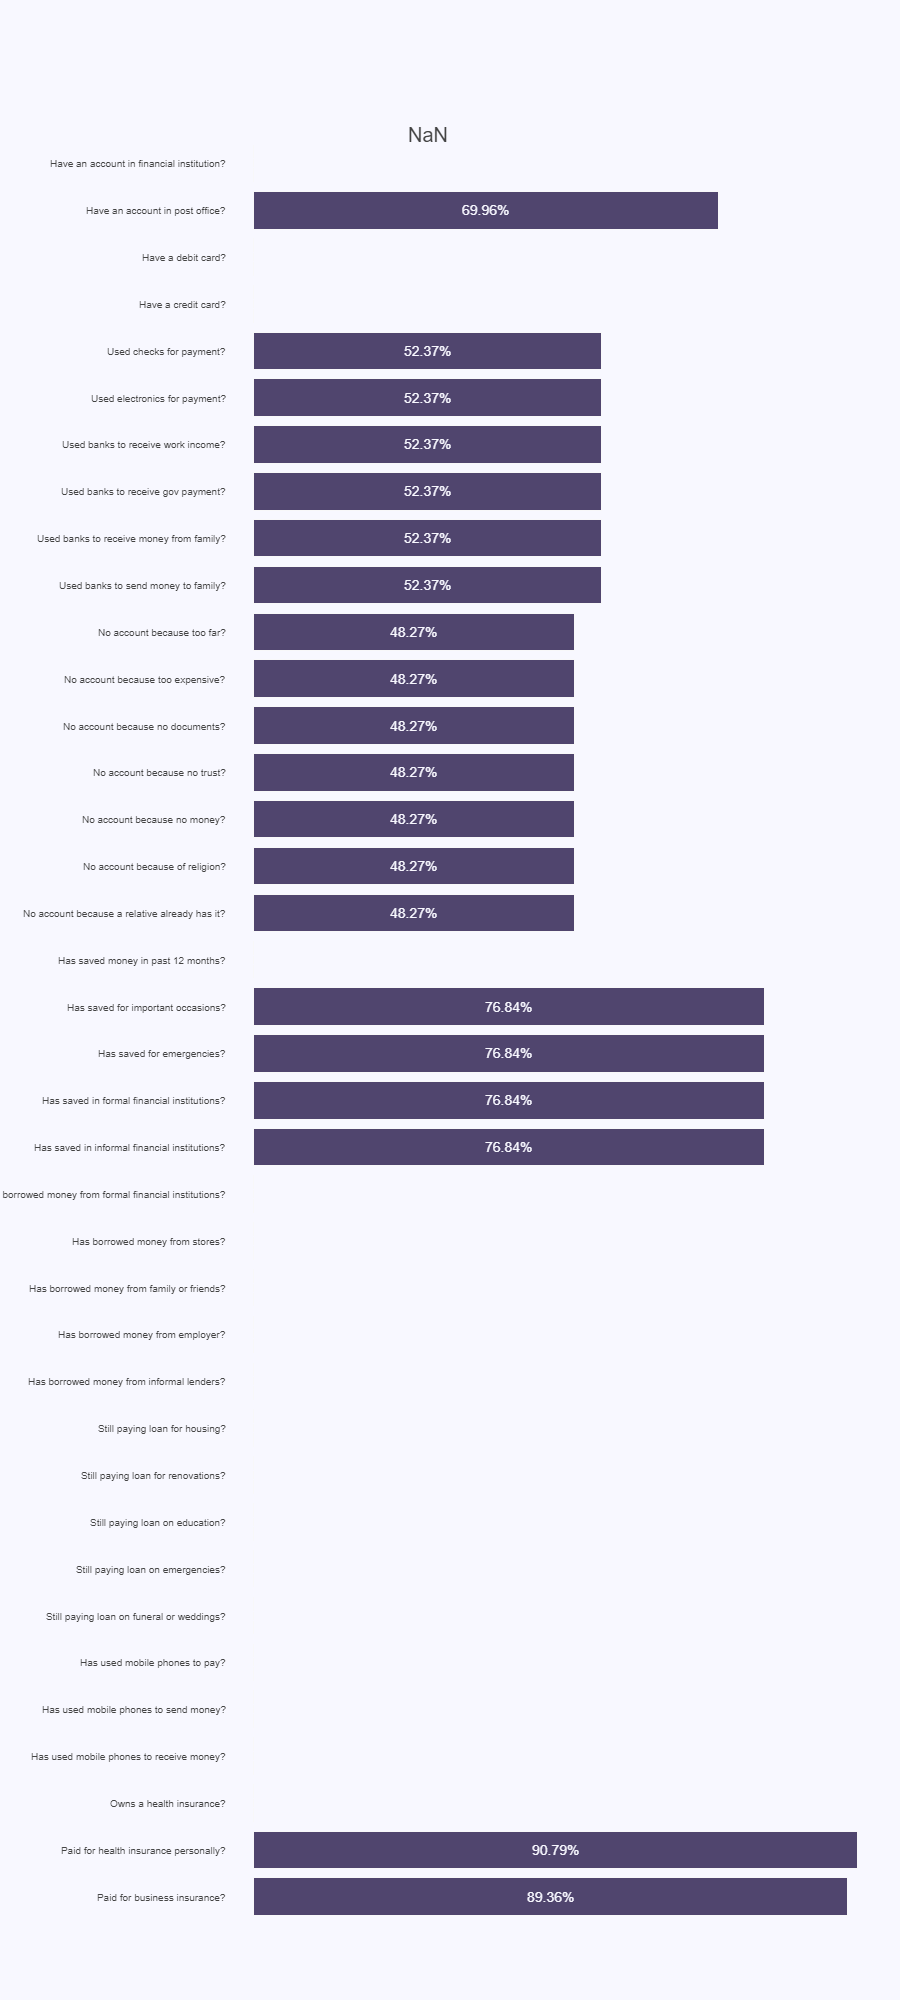 NaN
Have an account in financial institution?
Have an account in post office? 69.96%
Have a debit card?
Have a credit card?
Used checks for payment? 52.37%
Used electronics for payment? 52.37%
Used banks to receive work income? 52.37%
Used banks to receive gov payment? 52.37%
Used banks to receive money from family? 52.37%
Used banks to send money to family? 52.37%
No account because too far? 48.27%
No account because too expensive? 48.27%
No account because no documents? 48.27%
No account because no trust? 48.27%
No account because no money? 48.27%
No account because of religion? 48.27%
No account because a relative already has it? 48.27%
Has saved money in past 12 months?
Has saved for important occasions? 76.84%
Has saved for emergencies? 76.84%
Has saved in formal financial institutions? 76.84%
Has saved in informal financial institutions? 76.84%
borrowed money from formal financial institutions?
Has borrowed money from stores?
Has borrowed money from family or friends?
Has borrowed money from employer?
Has borrowed money from informal lenders?
Still paying loan for housing?
Still paying loan for renovations?
Still paying loan on education?
Still paying loan on emergencies?
Still paying loan on funeral or weddings?
Has used mobile phones to pay?
Has used mobile phones to send money?
Has used mobile phones to receive money?
Owns a health insurance?
Paid for health insurance personally? 90.79%
Paid for business insurance? 89.36%